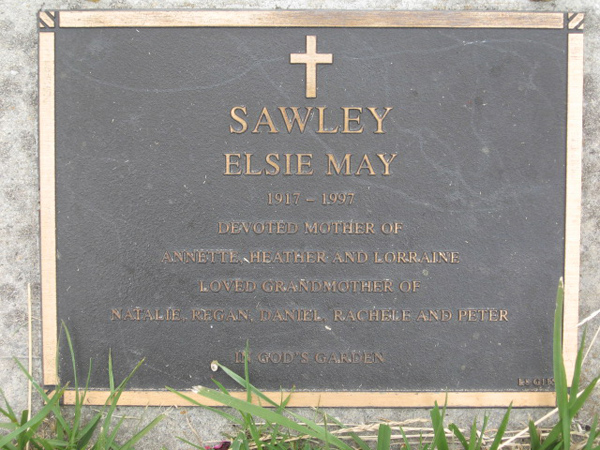 SAWLEY
ELSIE MAY
1917 – 1997
DEVOTED MOTHER OF
ANNETTE, HEATHER AND LORRAINE
LOVED GRANDMOTHER OF
NATALIE, REGAN, DANIEL, RACHELE AND PETER
IN GOD'S GARDEN